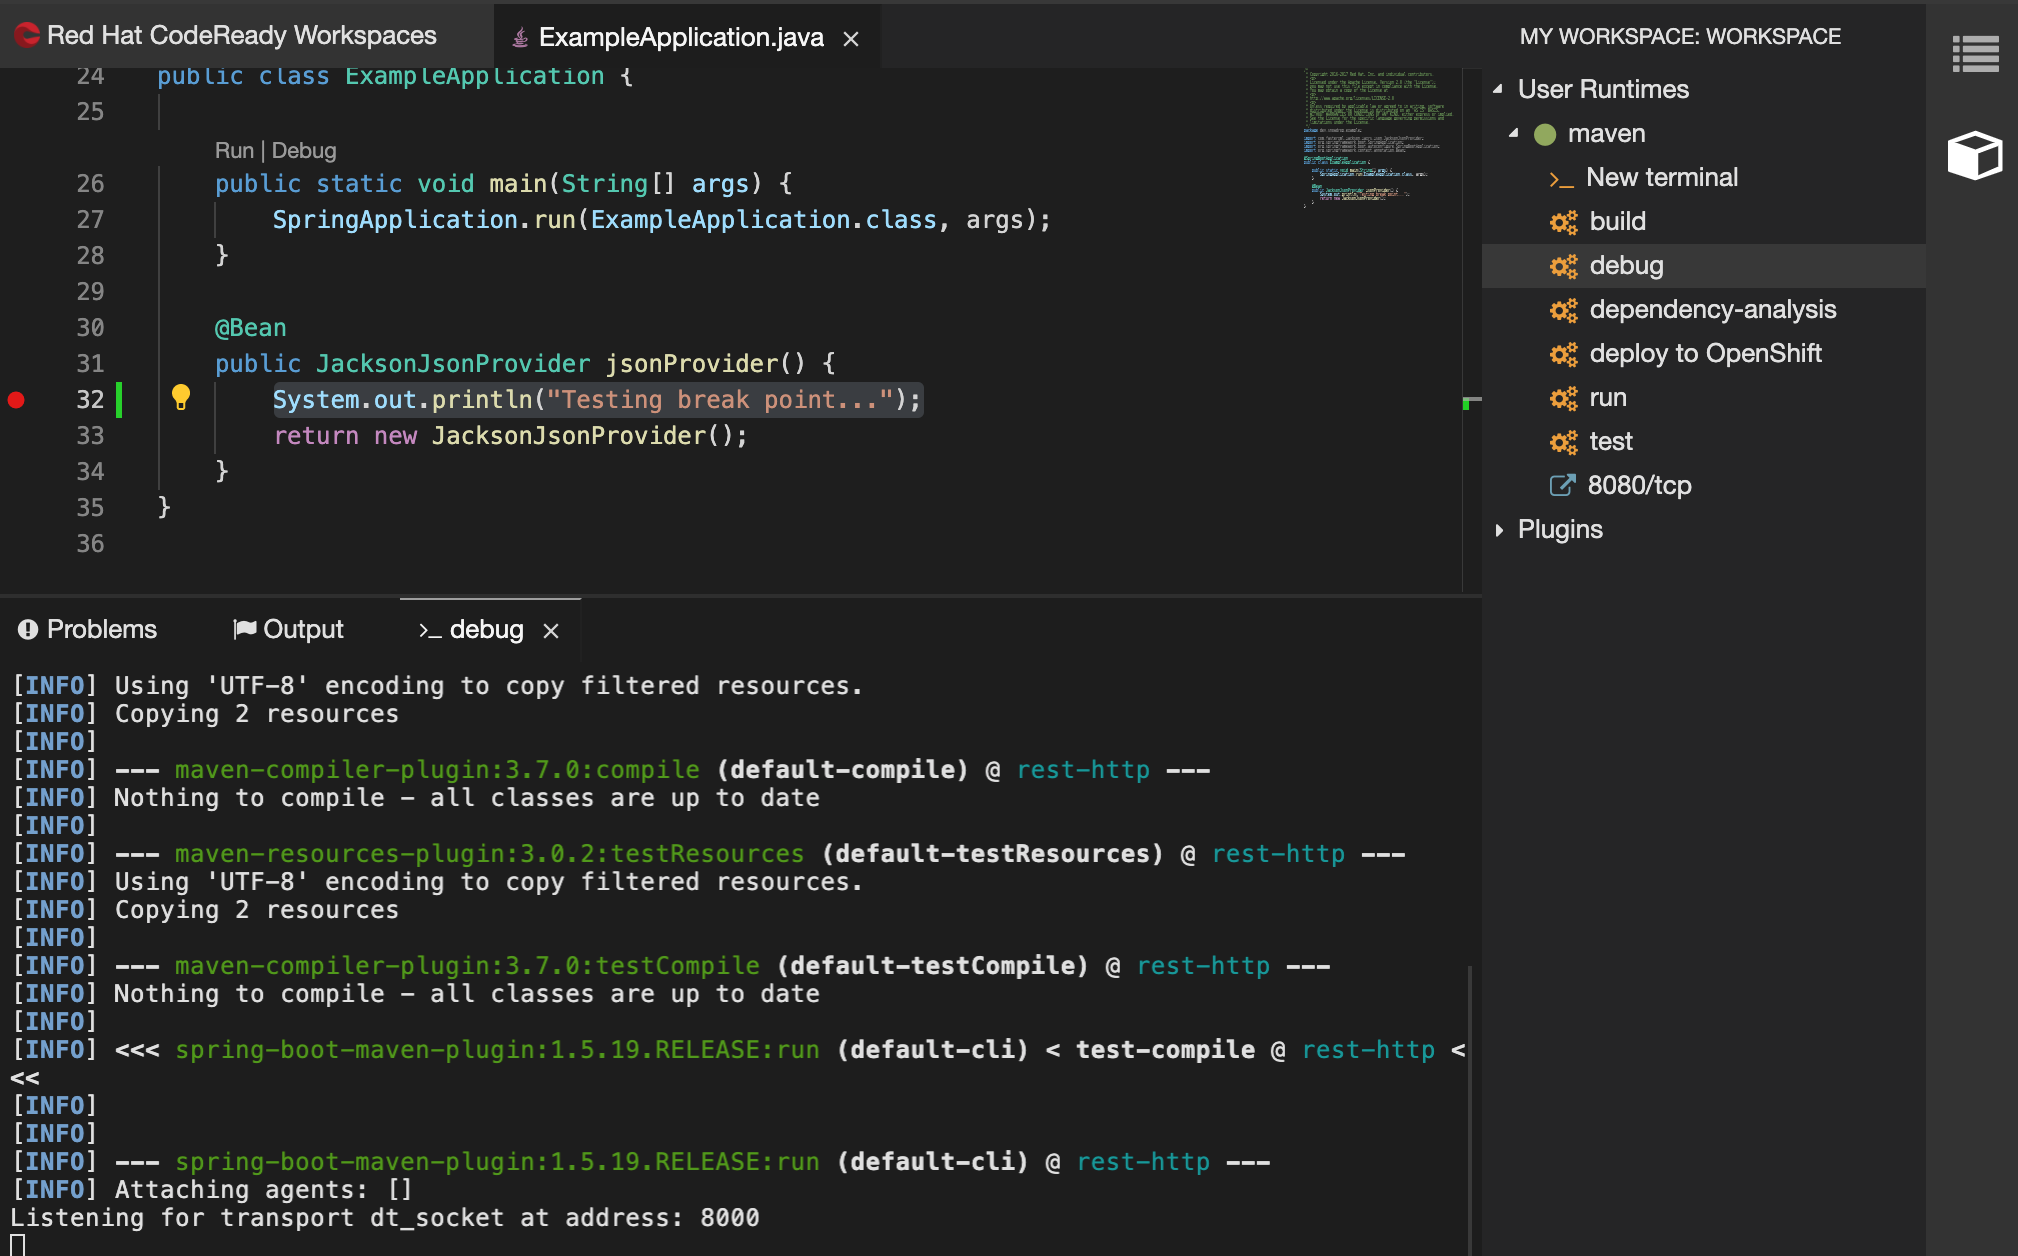 Red Hat CodeReady Workspaces
ExampleApplication.java
24 public class ExampleApplication {
25
Run | Debug
26 public static void main(String[] args) {
27 SpringApplication.run(ExampleApplication.class, args);
28 }
29
30 @Bean
31 public JacksonJsonProvider jsonProvider() {
32 System.out.println("Testing break point...");
33 return new JacksonJsonProvider();
34 }
35 }
36
MY WORKSPACE: WORKSPACE
User Runtimes
maven
New terminal
build
debug
dependency-analysis
deploy to OpenShift
run
test
8080/tcp
Plugins
Problems
Output
>_ debug
[INFO] Using 'UTF-8' encoding to copy filtered resources.
[INFO] Copying 2 resources
[INFO]
[INFO] --- maven-compiler-plugin:3.7.0:compile (default-compile) @ rest-http ---
[INFO] Nothing to compile - all classes are up to date
[INFO]
[INFO] --- maven-resources-plugin:3.0.2:testResources (default-testResources) @ rest-http ---
[INFO] Using 'UTF-8' encoding to copy filtered resources.
[INFO] Copying 2 resources
[INFO]
[INFO] --- maven-compiler-plugin:3.7.0:testCompile (default-testCompile) @ rest-http ---
[INFO] Nothing to compile - all classes are up to date
[INFO]
[INFO] <<< spring-boot-maven-plugin:1.5.19.RELEASE:run (default-cli) < test-compile @ rest-http <
<<
[INFO]
[INFO]
[INFO] --- spring-boot-maven-plugin:1.5.19.RELEASE:run (default-cli) @ rest-http ---
[INFO] Attaching agents: []
Listening for transport dt_socket at address: 8000